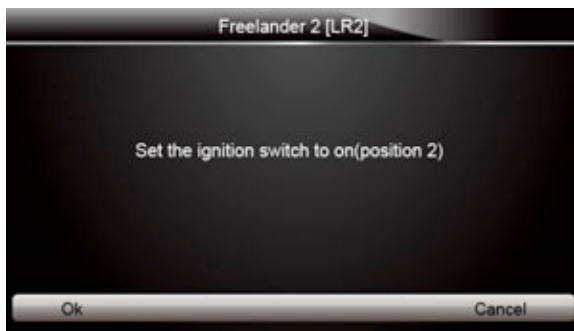 Freelander 2 [LR2]
Set the ignition switch to on(position 2)
Ok Cancel